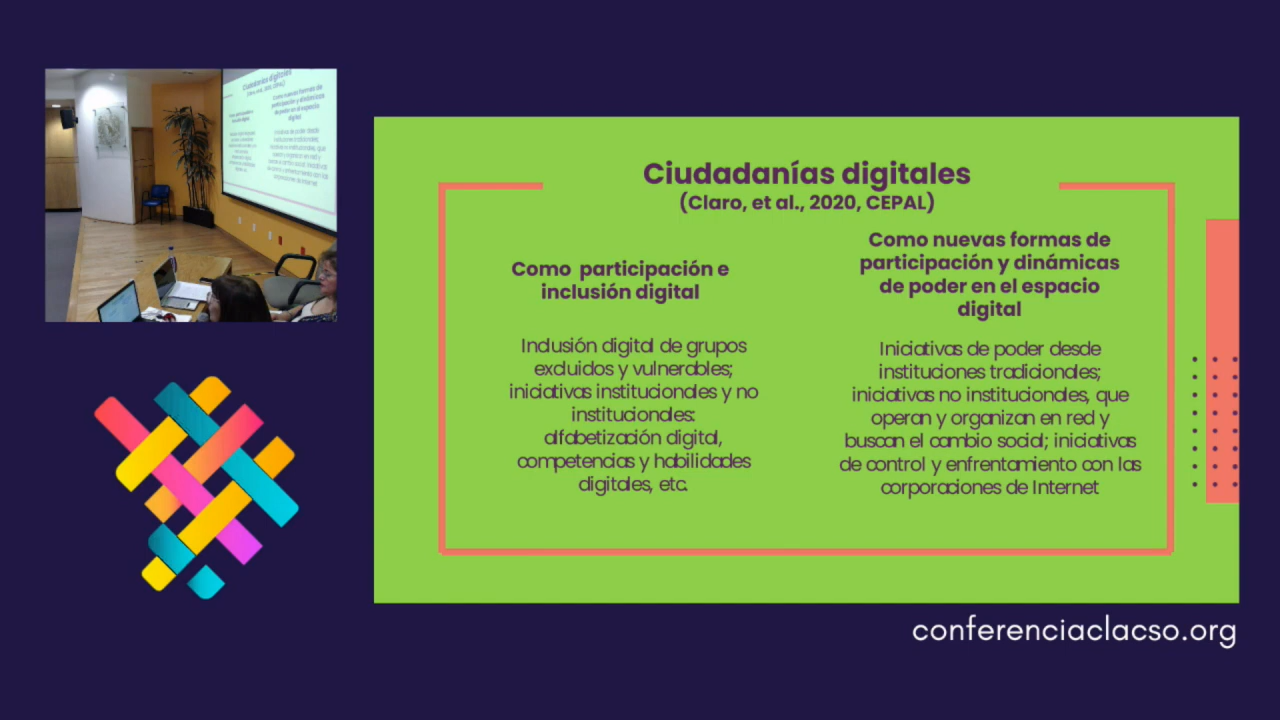 Ciudadanías digitales
(Claro, et al., 2020, CEPAL)
Como participación e
inclusión digital
Inclusión digital de grupos
excluidos y vulnerables;
iniciativas institucionales y no
institucionales:
alfabetización digital,
competencias y habilidades
digitales, etc.
Como nuevas formas de
participación y dinámicas
de poder en el espacio
digital
Iniciativas de poder desde
instituciones tradicionales;
iniciativas no institucionales, que
operan y organizan en red y
buscan el cambio social; iniciativas
de control y enfrentamiento con las
corporaciones de Internet
conferenciaclacso.org